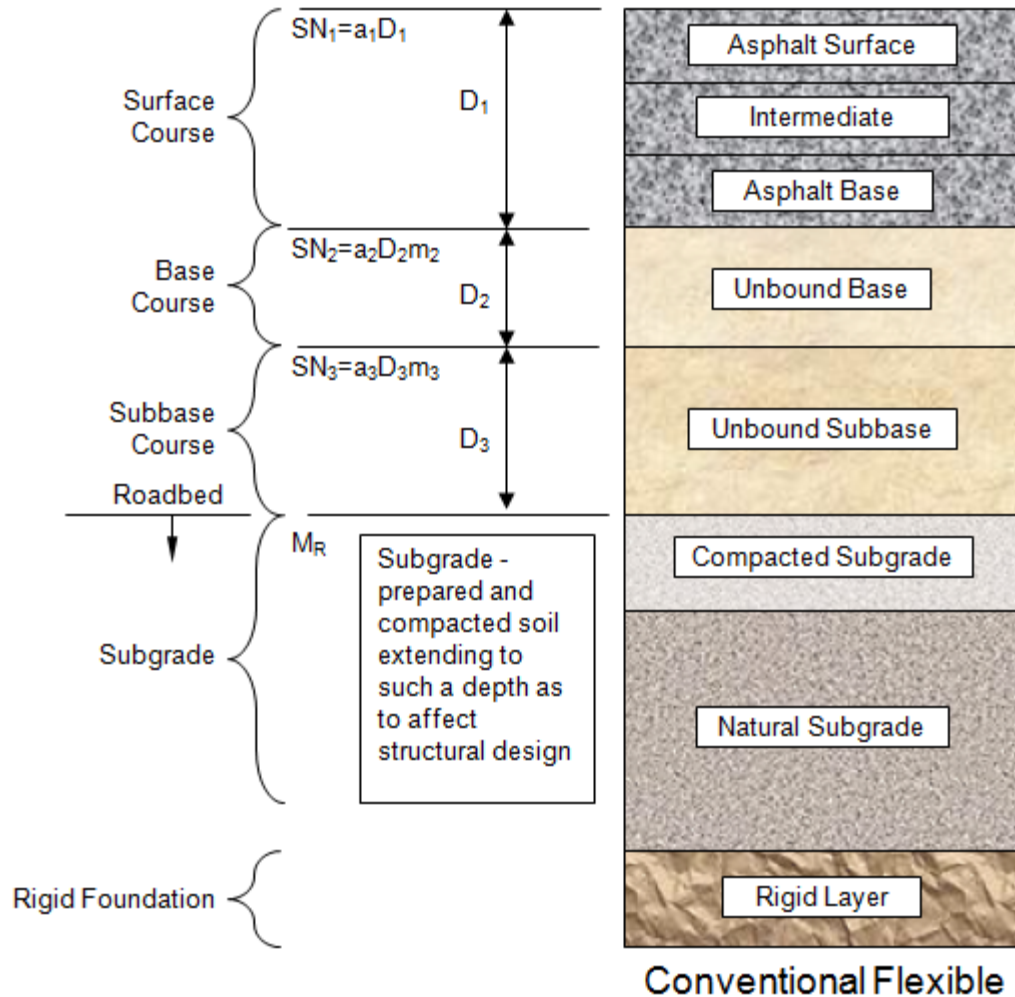 SN₁=a₁D₁
Surface
Course
D₁
Asphalt Surface
Intermediate
Asphalt Base
SN₂=a₂D₂m₂
Base
Course
D₂
Unbound Base
SN₃=a₃D₃m₃
Subbase
Course
D₃
Unbound Subbase
Roadbed
M_R
Subgrade
Subgrade -
prepared and
compacted soil
extending to
such a depth as
to affect
structural design
Compacted Subgrade
Natural Subgrade
Rigid Foundation
Rigid Layer
Conventional Flexible